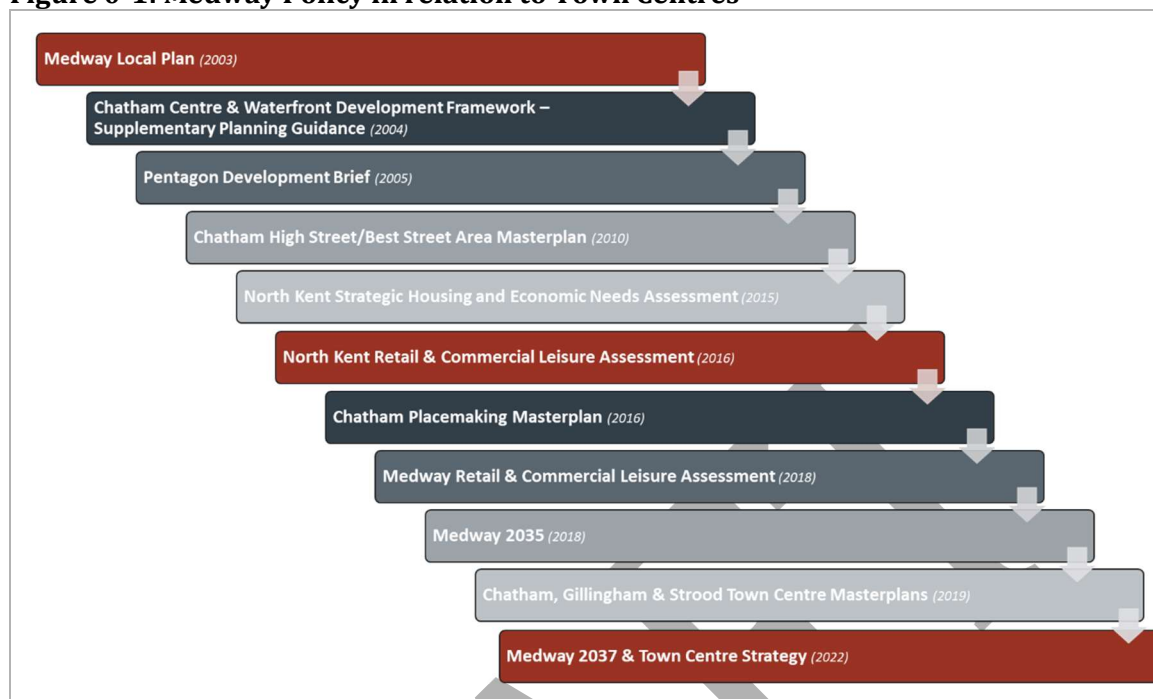 Figure 6-1: Medway Policy in relation to Town Centres
Medway Local Plan (2003)
Chatham Centre & Waterfront Development Framework –
Supplementary Planning Guidance (2004)
Pentagon Development Brief (2005)
Chatham High Street/Best Street Area Masterplan (2010)
North Kent Strategic Housing and Economic Needs Assessment (2015)
North Kent Retail & Commercial Leisure Assessment (2016)
Chatham Placemaking Masterplan (2016)
Medway Retail & Commercial Leisure Assessment (2018)
Medway 2035 (2018)
Chatham, Gillingham & Strood Town Centre Masterplans (2019)
Medway 2037 & Town Centre Strategy (2022)